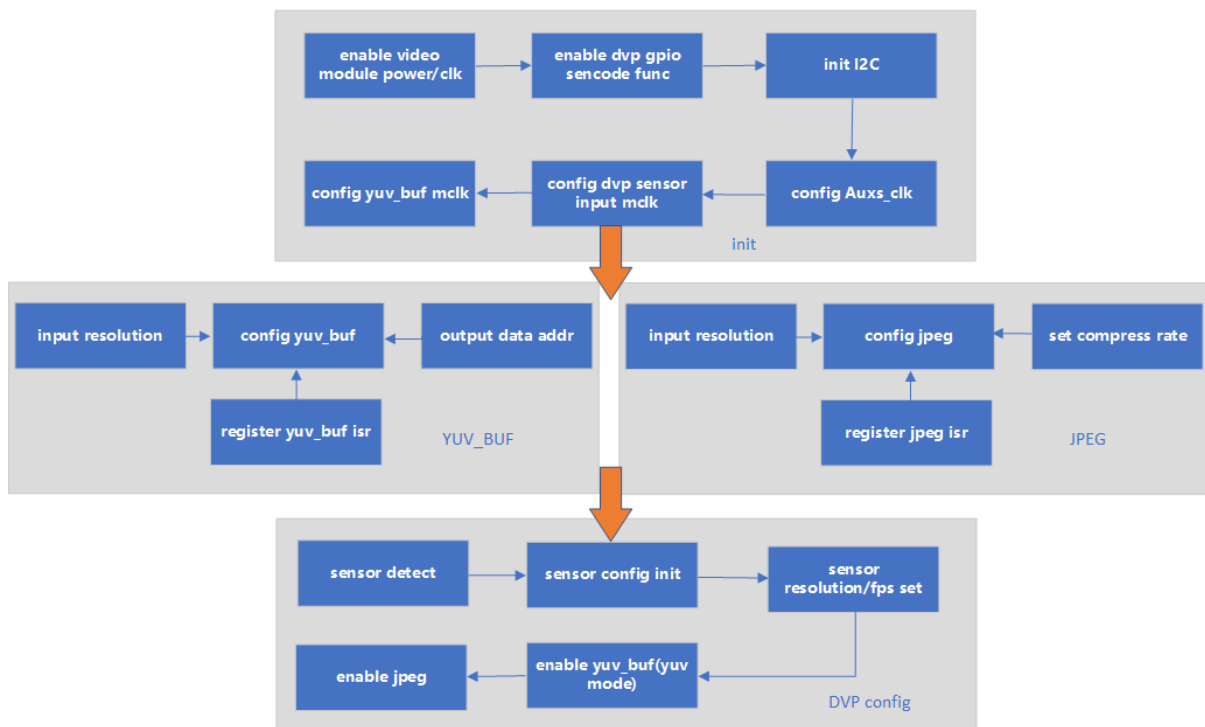 enable video
module power/clk
enable dvp gpio
sencode func
init I2C
config yuv_buf mclk
config dvp sensor
input mclk
config Auxs_clk
init
input resolution
config yuv_buf
output data addr
register yuv_buf isr
YUV_BUF
input resolution
config jpeg
set compress rate
register jpeg isr
JPEG
sensor detect
sensor config init
sensor
resolution/fps set
enable jpeg
enable yuv_buf(yuv
mode)
DVP config